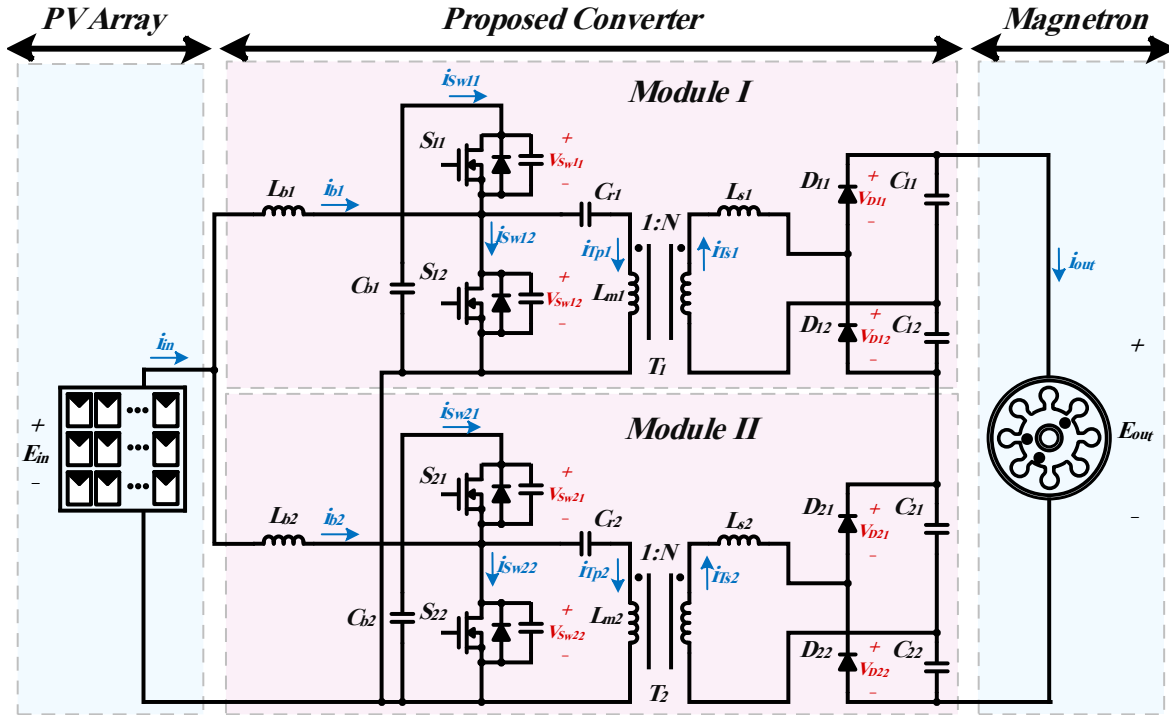 PV Array
Proposed Converter
Magnetron
Module I
iSw11
S11
+
VSw11
-
Lb1
ib1
Cr1
Ls1
D11
+
VD11
-
C11
1:N
iSw12
iTp1
iTs1
iout
S12
+
VSw12
-
Cb1
Lm1
D12
+
VD12
-
C12
T1
iin
+
Ein
-
+
Eout
-
Module II
iSw21
S21
+
VSw21
-
Lb2
ib2
Cr2
Ls2
D21
+
VD21
-
C21
1:N
iSw22
iTp2
iTs2
Cb2
S22
+
VSw22
-
Lm2
D22
+
VD22
-
C22
T2